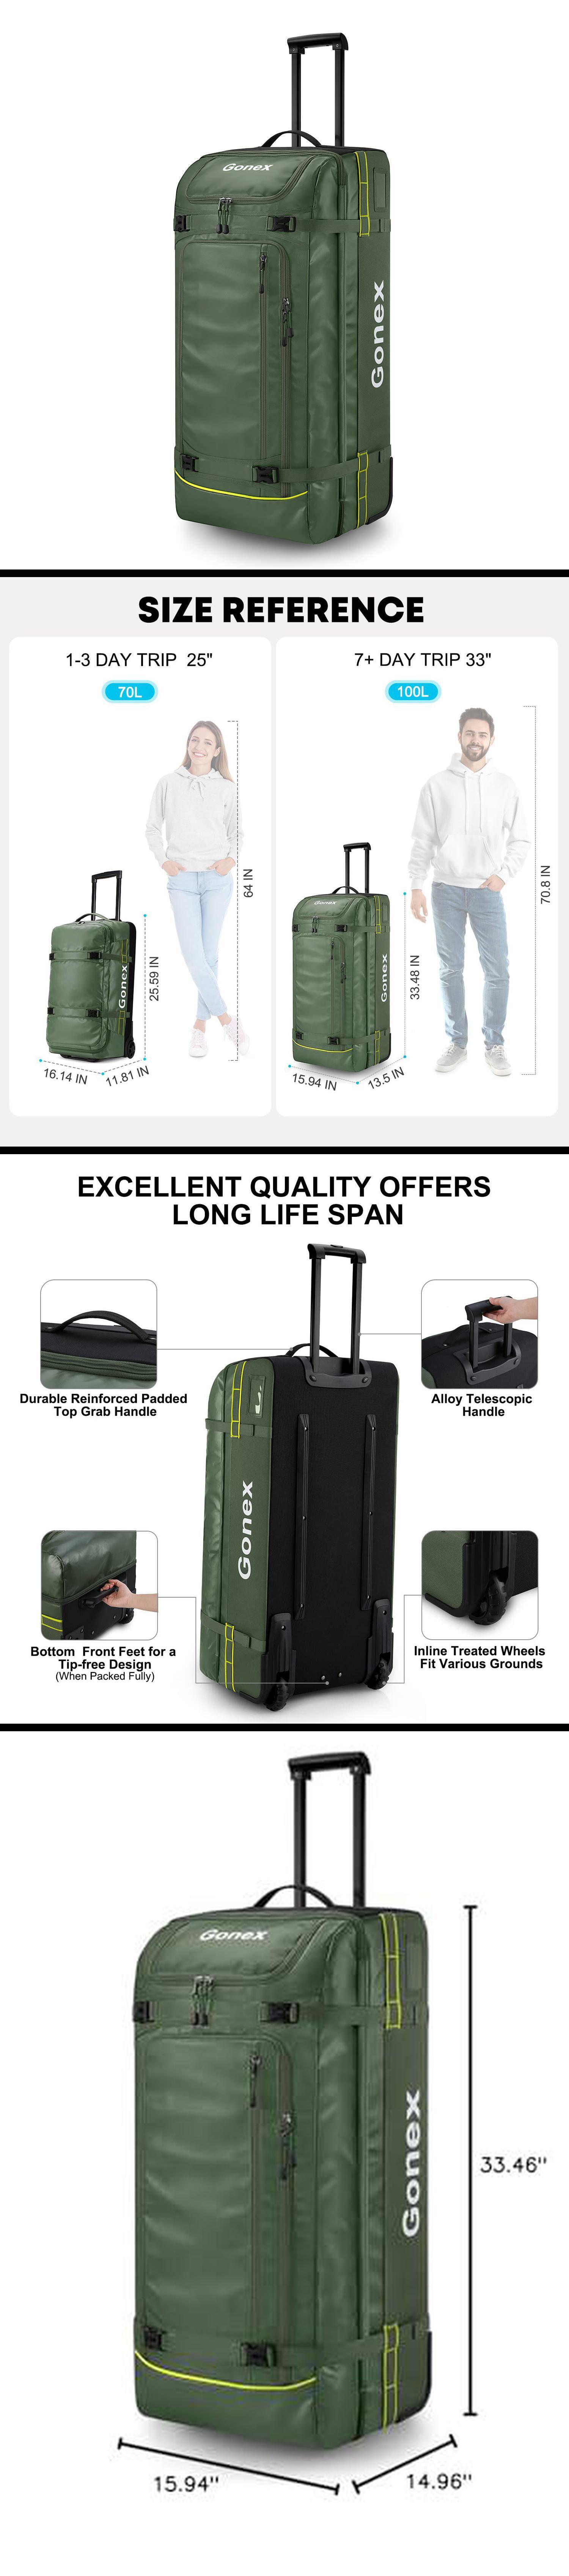 Gonex
Gonex
SIZE REFERENCE
1-3 DAY TRIP 25"
70L
64 IN
25.59 IN
Gonex
16.14 IN
11.81 IN
7+ DAY TRIP 33"
100L
70.8 IN
Gonex
Gonex
33.48 IN
15.94 IN
13.5 IN
EXCELLENT QUALITY OFFERS
LONG LIFE SPAN
Durable Reinforced Padded
Top Grab Handle
Alloy Telescopic
Handle
Gonex
Bottom Front Feet for a
Tip-free Design
(When Packed Fully)
Inline Treated Wheels
Fit Various Grounds
Gonex
Gonex
33.46"
15.94"
14.96"